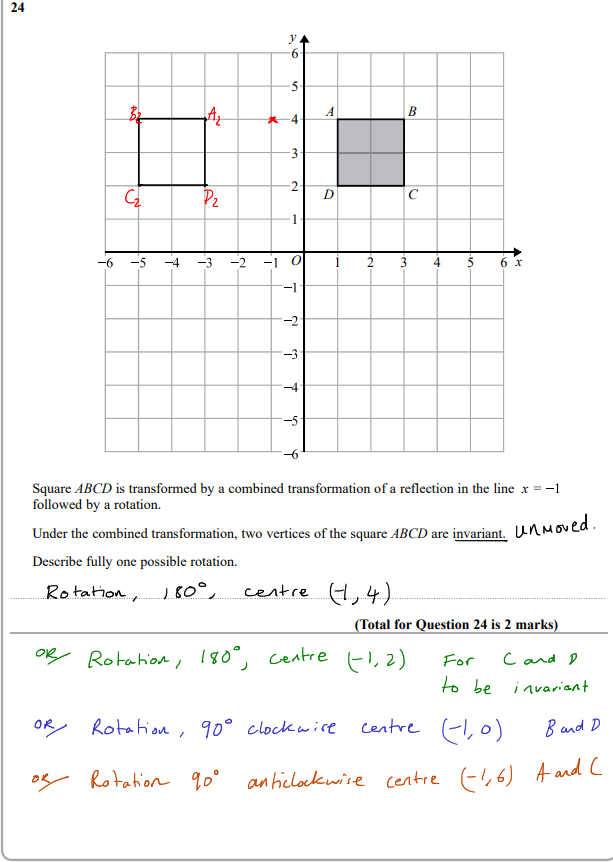 24
y
6
5
4
3
2
1
B2 A2 A B
C2 D2 D C
-6 -5 -4 -3 -2 -1 O 1 2 3 4 5 6 x
-1
-2
-3
-4
-5
-6
Square ABCD is transformed by a combined transformation of a reflection in the line x = −1
followed by a rotation.
Under the combined transformation, two vertices of the square ABCD are invariant. unmoved.
Describe fully one possible rotation.
Rotation, 180°, centre (-1, 4)
(Total for Question 24 is 2 marks)
OR Rotation, 180°, centre (-1, 2) For C and D
to be invariant
OR Rotation, 90° clockwise centre (-1, 0) B and D
OR Rotation 90° anticlockwise centre (-1, 6) A and C